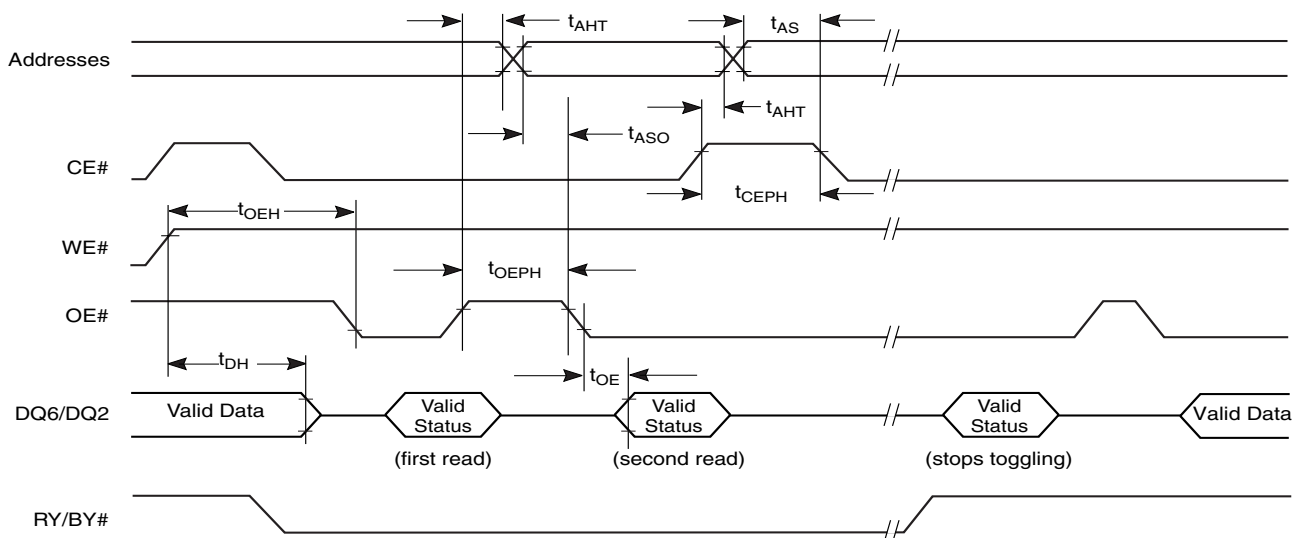 tAHT
tAS
Addresses
tAHT
tASO
CE#
tCEPH
tOEH
WE#
tOEPH
OE#
tDH
tOE
DQ6/DQ2
Valid Data
Valid
Status
Valid
Status
Valid
Status
Valid Data
(first read)
(second read)
(stops toggling)
RY/BY#